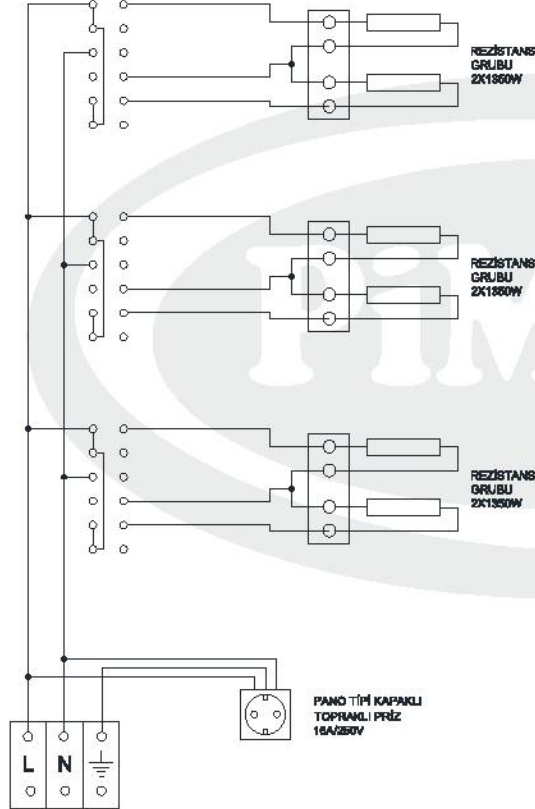 REZİSTANS
GRUBU
2X1350W
REZİSTANS
GRUBU
2X1350W
PiM
REZİSTANS
GRUBU
2X1350W
PANO TİPİ KAPAKLI
TOPRAKLI PRİZ
16A/250V
L N